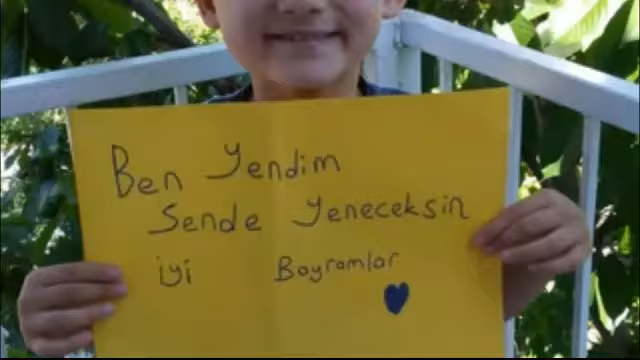 Ben Yendim
Sende Yeneceksin
iyi Bayramlar